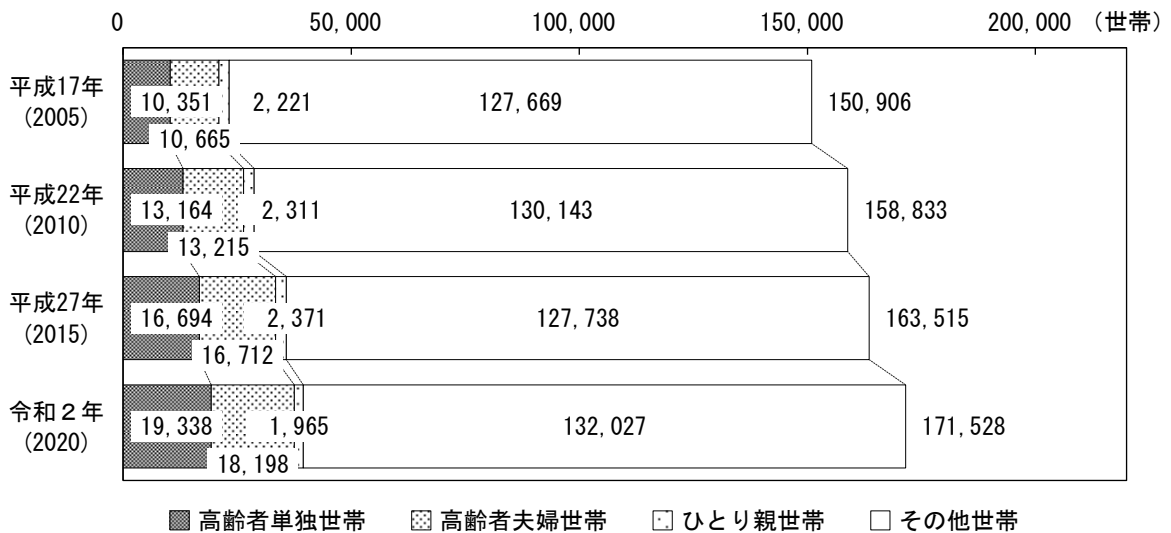 0 50,000 100,000 150,000 200,000 （世帯）
平成17年
(2005)
10,351 2,221 127,669 150,906
10,665
平成22年
(2010)
13,164 2,311 130,143 158,833
13,215
平成27年
(2015)
16,694 2,371 127,738 163,515
16,712
令和２年
(2020)
19,338 1,965 132,027 171,528
18,198
高齢者単独世帯 高齢者夫婦世帯 ひとり親世帯 その他世帯